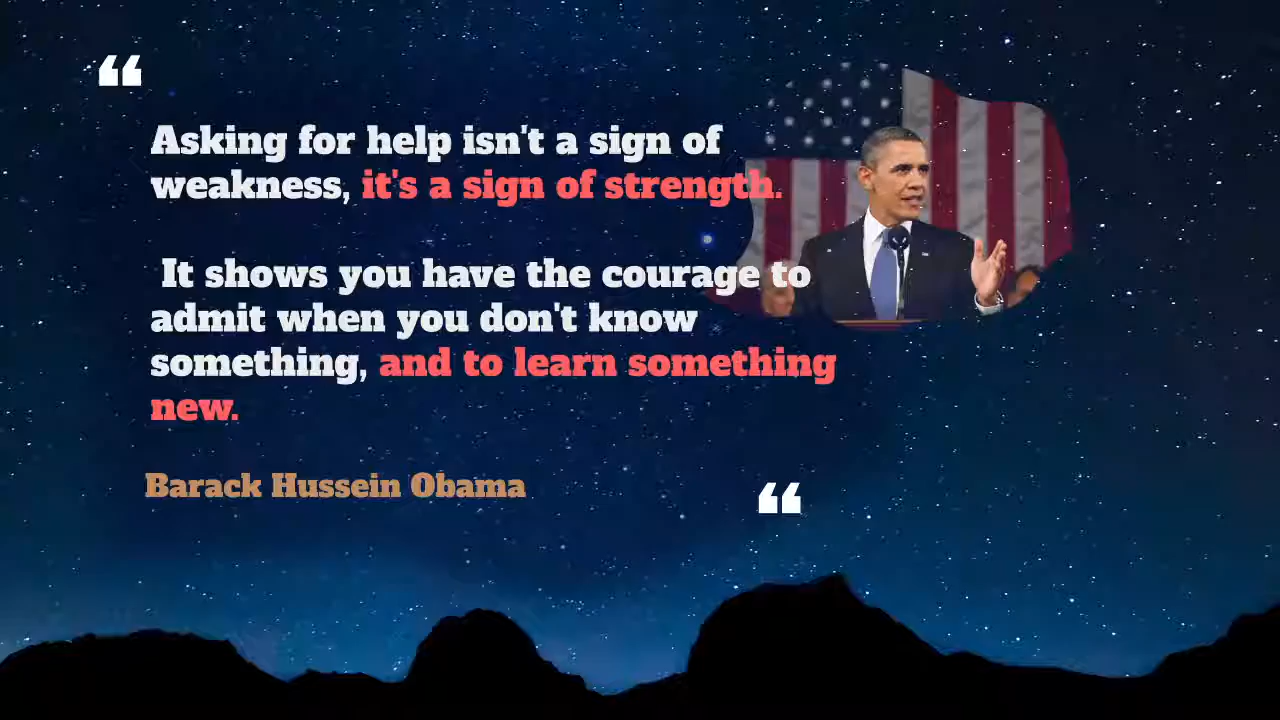 “
Asking for help isn't a sign of
weakness, it's a sign of strength.
It shows you have the courage to
admit when you don't know
something, and to learn something
new.
Barack Hussein Obama
“